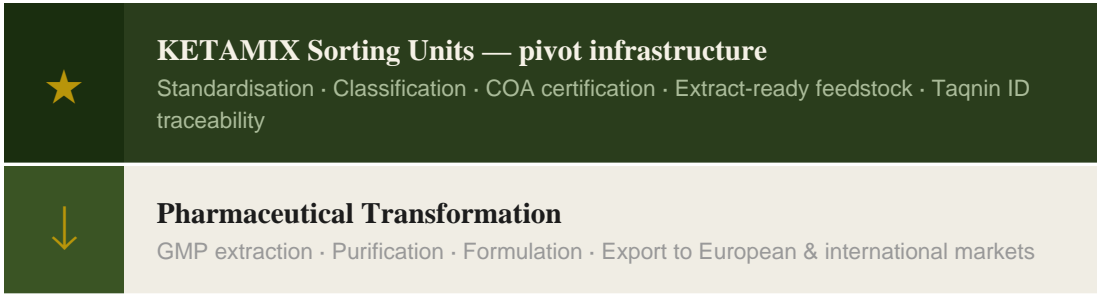 KETAMIX Sorting Units — pivot infrastructure
Standardisation · Classification · COA certification · Extract-ready feedstock · Taqnin ID
traceability
Pharmaceutical Transformation
GMP extraction · Purification · Formulation · Export to European & international markets